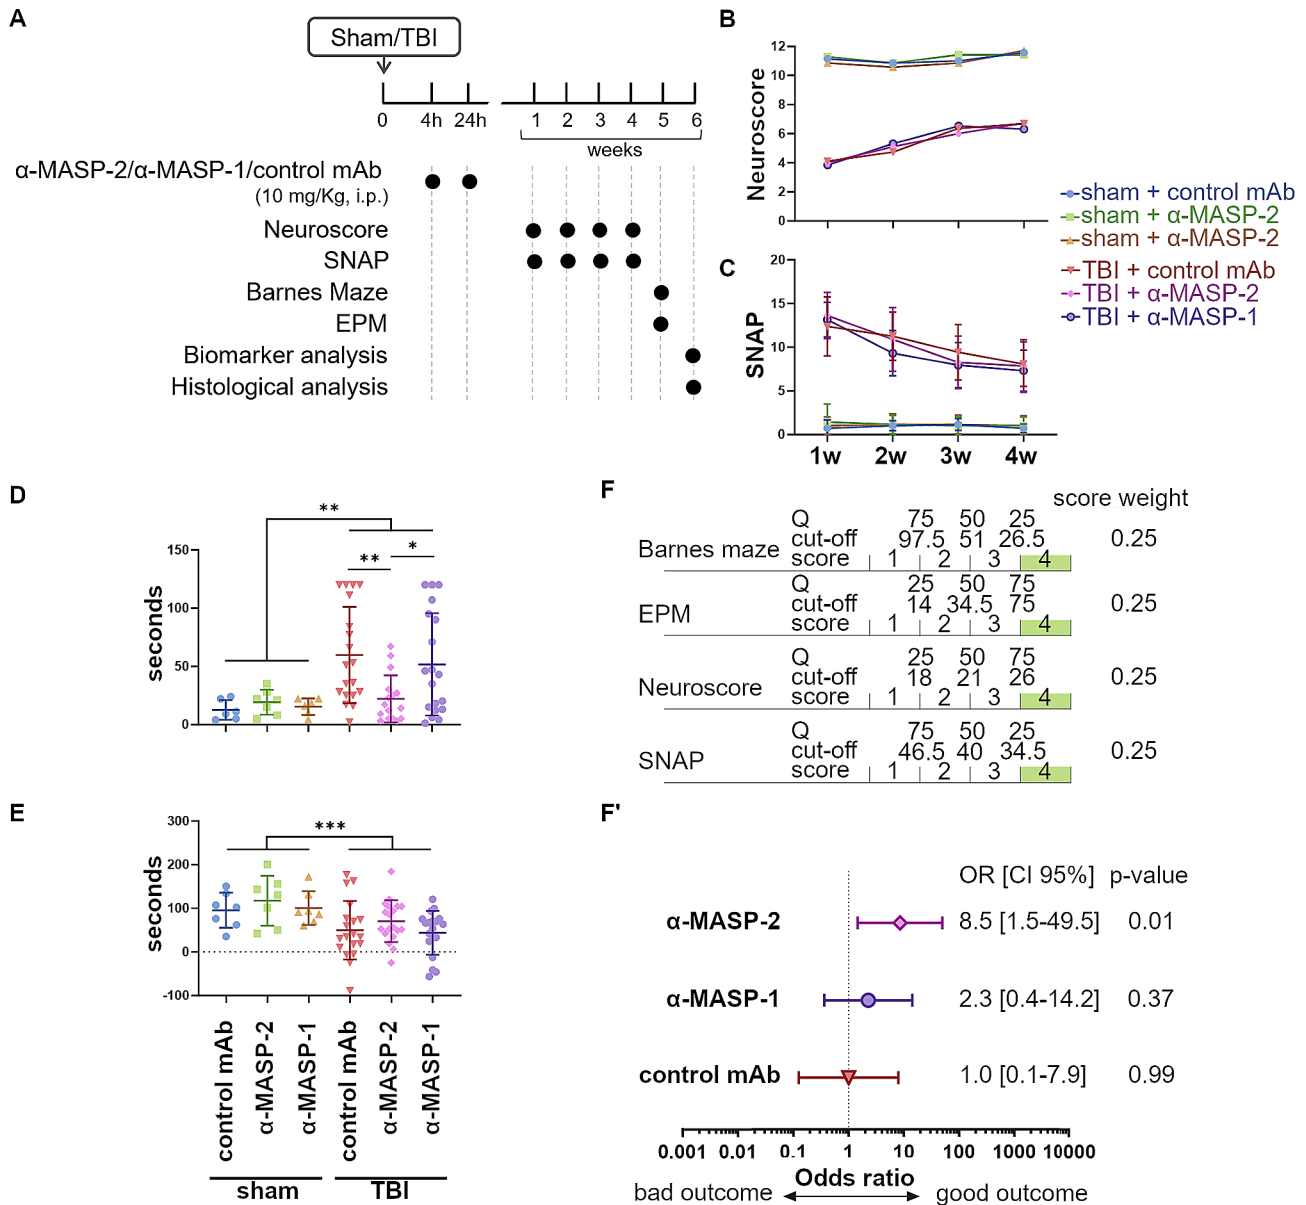 A
Sham/TBI
0 4h 24h 1 2 3 4 5 6
weeks
α-MASP-2/α-MASP-1/control mAb
(10 mg/Kg, i.p.)
Neuroscore
SNAP
Barnes Maze
EPM
Biomarker analysis
Histological analysis
B
Neuroscore
12
10
8
6
4
2
0
C
SNAP
20
15
10
5
0
1w 2w 3w 4w
sham + control mAb
sham + α-MASP-2
sham + α-MASP-2
TBI + control mAb
TBI + α-MASP-2
TBI + α-MASP-1
D
seconds
150
100
50
0
**
**
*
E
seconds
300
200
100
0
-100
***
control mAb
α-MASP-2
α-MASP-1
control mAb
α-MASP-2
α-MASP-1
sham TBI
F
score weight
Q 75 50 25
Barnes maze cut-off 97.5 51 26.5 0.25
score 1 2 3 4
Q 25 50 75
EPM cut-off 14 34.5 75 0.25
score 1 2 3 4
Q 25 50 75
Neuroscore cut-off 18 21 26 0.25
score 1 2 3 4
Q 75 50 25
SNAP cut-off 46.5 40 34.5 0.25
score 1 2 3 4
F'
OR [CI 95%] p-value
α-MASP-2 8.5 [1.5-49.5] 0.01
α-MASP-1 2.3 [0.4-14.2] 0.37
control mAb 1.0 [0.1-7.9] 0.99
0.001 0.01 0.1 1 10 100 1000 10000
Odds ratio
bad outcome good outcome